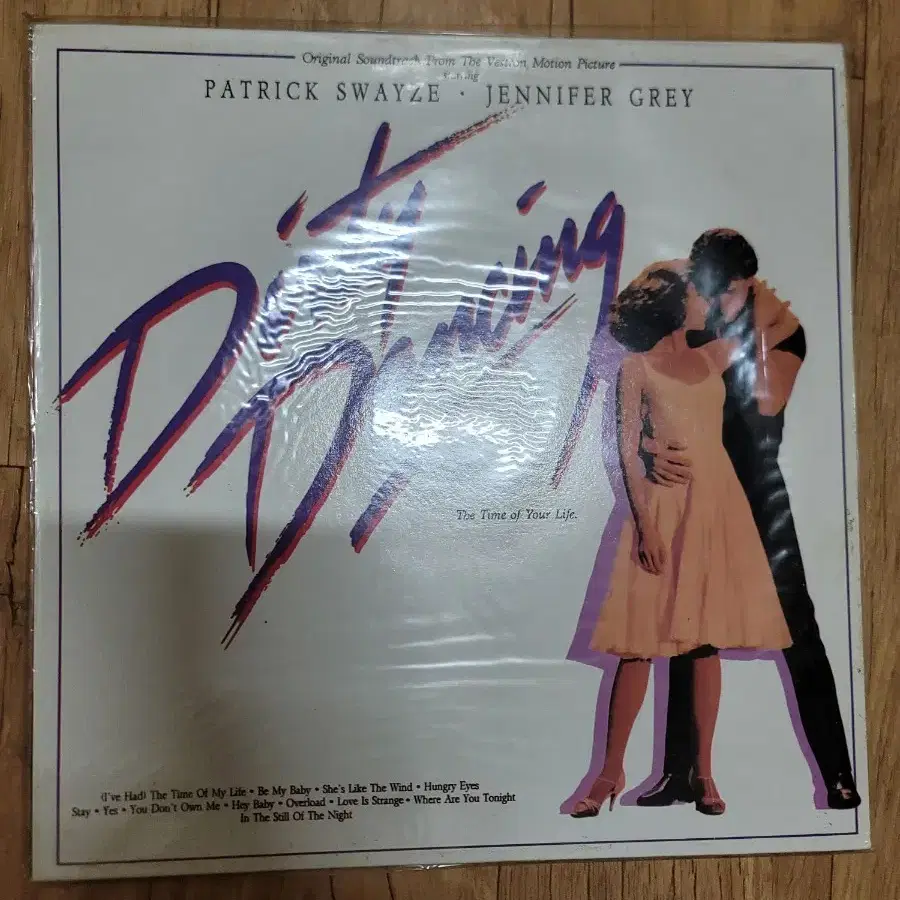 Original Soundtrack From The Vestron Motion Picture
starring
PATRICK SWAYZE · JENNIFER GREY
Dirty
Dancing
The Time of Your Life.
(I've Had) The Time Of My Life • Be My Baby • She's Like The Wind • Hungry Eyes
Stay • Yes • You Don't Own Me • Hey Baby • Overload • Love Is Strange • Where Are You Tonight
In The Still Of The Night